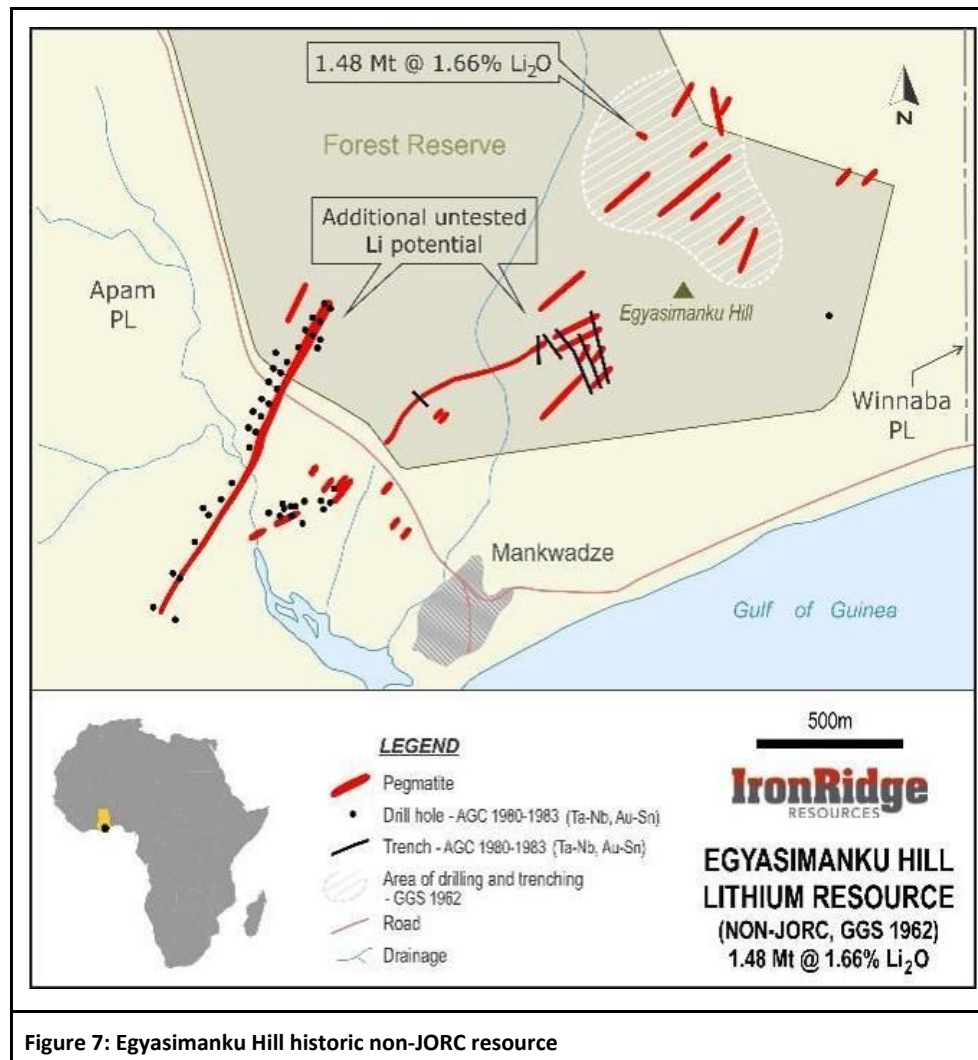 1.48 Mt @ 1.66% Li₂O
N
Forest Reserve
Additional untested
Li potential
Apam
PL
Egyasimanku Hill
Winnaba
PL
Mankwadze
Gulf of Guinea
500m
LEGEND
Pegmatite
Drill hole - AGC 1980-1983 (Ta-Nb, Au-Sn)
Trench - AGC 1980-1983 (Ta-Nb, Au-Sn)
Area of drilling and trenching
- GGS 1962
Road
Drainage
IronRidge
RESOURCES
EGYASIMANKU HILL
LITHIUM RESOURCE
(NON-JORC, GGS 1962)
1.48 Mt @ 1.66% Li₂O
Figure 7: Egyasimanku Hill historic non-JORC resource